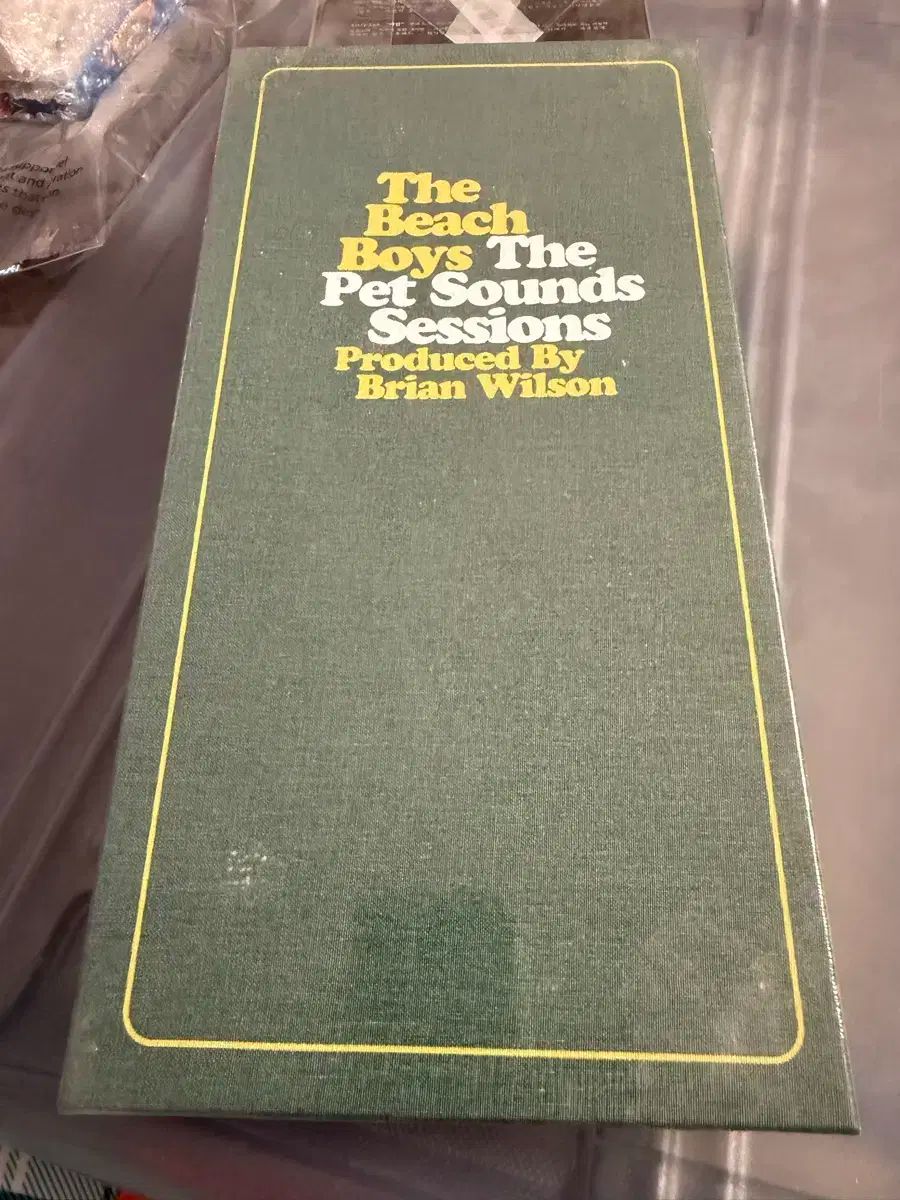 The
Beach
Boys The
Pet Sounds
Sessions
Produced By
Brian Wilson